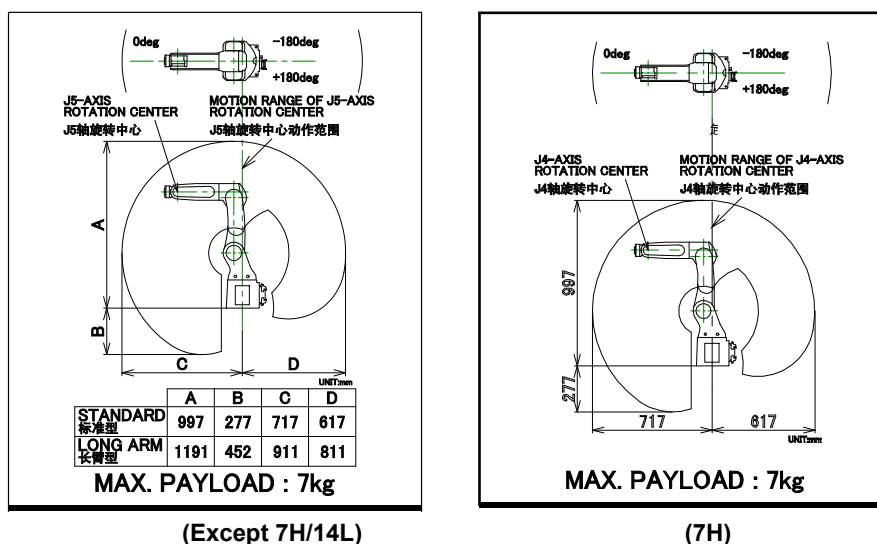 0deg
-180deg
+180deg
J5-AXIS
ROTATION CENTER
J5轴旋转中心
MOTION RANGE OF J5-AXIS
ROTATION CENTER
J5轴旋转中心动作范围
A
B
C
D
UNIT:mm
A B C D
STANDARD
标准型
997 277 717 617
LONG ARM
长臂型
1191 452 911 811
MAX. PAYLOAD : 7kg
(Except 7H/14L)
0deg
-180deg
+180deg
J4-AXIS
ROTATION CENTER
J4轴旋转中心
MOTION RANGE OF J4-AXIS
ROTATION CENTER
J4轴旋转中心动作范围
997
277
717
617
UNIT:mm
MAX. PAYLOAD : 7kg
(7H)